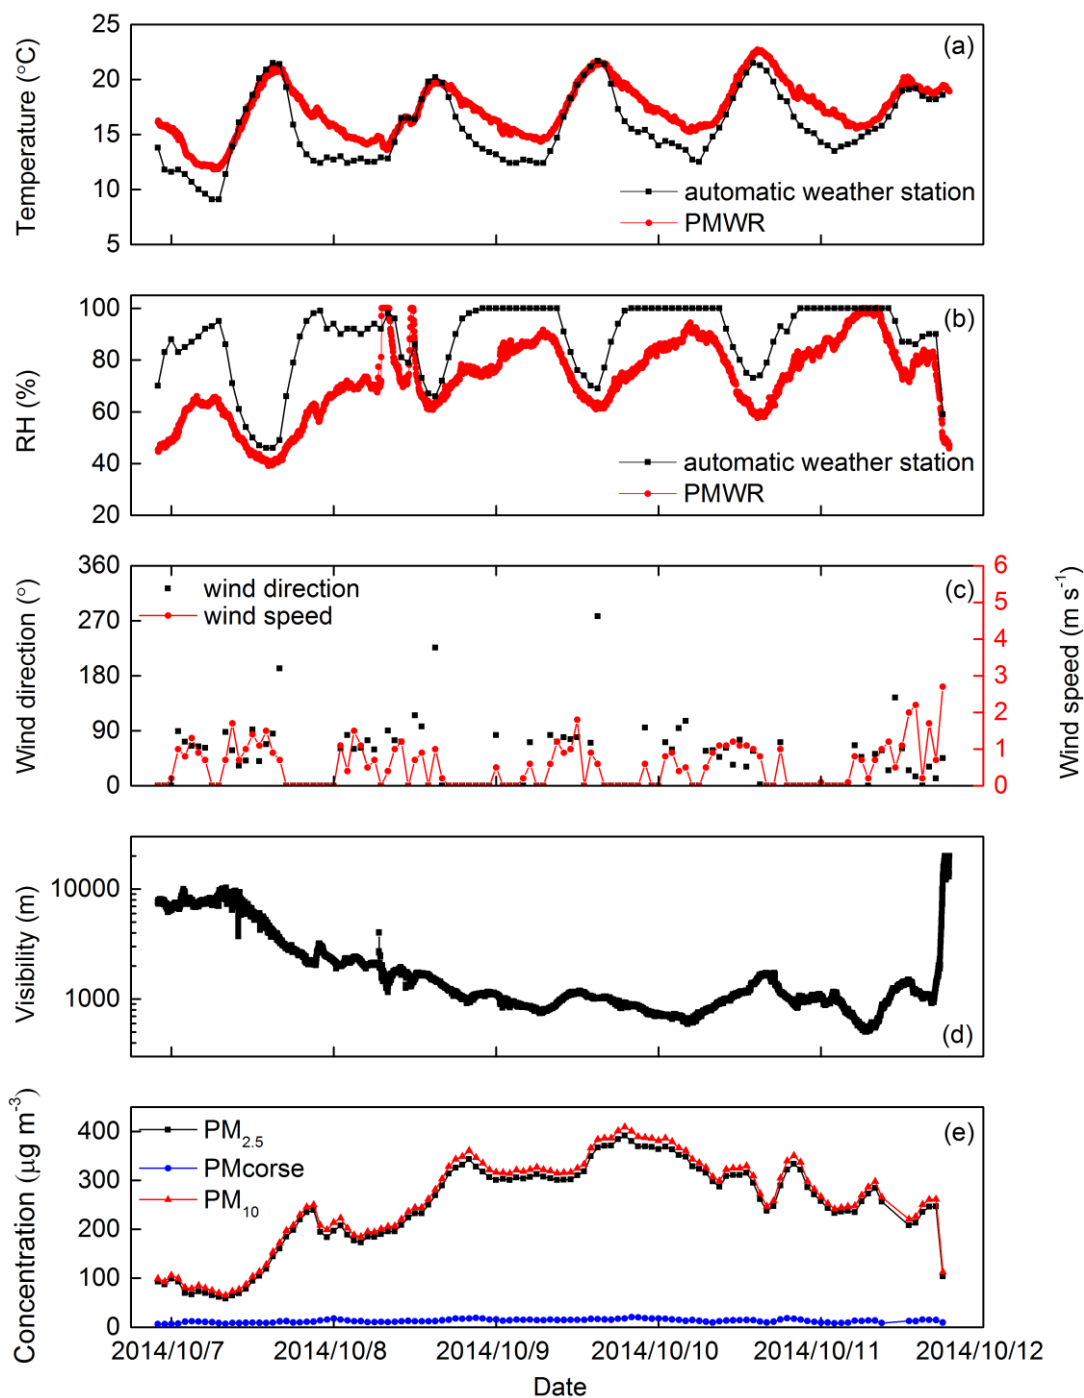 Temperature (°C)
25
20
15
10
5
(a)
automatic weather station
PMWR
RH (%)
100
80
60
40
20
(b)
automatic weather station
PMWR
Wind direction (°)
360
270
180
90
0
wind direction
wind speed
(c)
6
5
4
3
2
1
0
Wind speed (m s⁻¹)
Visibility (m)
10000
1000
(d)
Concentration (μg m⁻³)
400
300
200
100
0
PM₂.₅
PMcorse
PM₁₀
(e)
2014/10/7 2014/10/8 2014/10/9 2014/10/10 2014/10/11 2014/10/12
Date